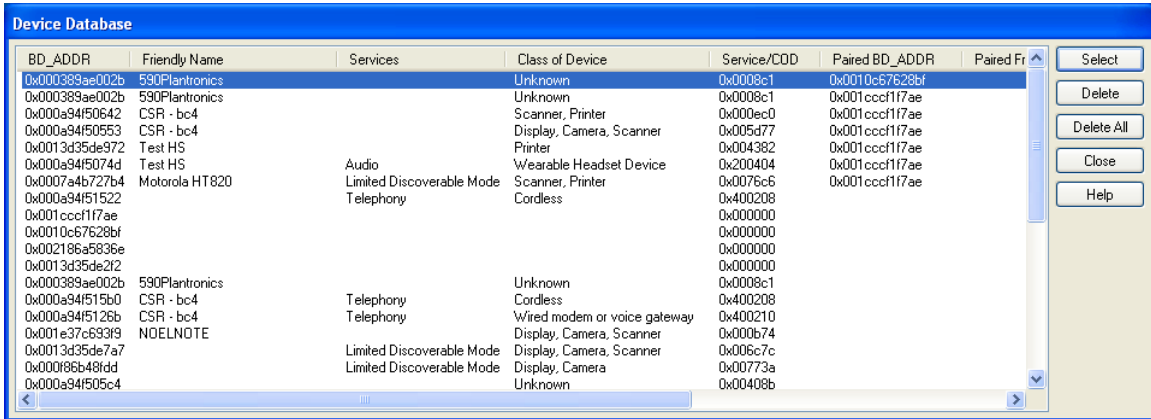 Device Database
BD_ADDR Friendly Name Services Class of Device Service/COD Paired BD_ADDR Paired Fr Select
0x000389ae002b 590Plantronics Unknown 0x0008c1 0x0010c67628bf
0x000389ae002b 590Plantronics Unknown 0x0008c1 0x001cccf1f7ae Delete
0x000a94f50642 CSR - bc4 Scanner, Printer 0x000ec0 0x001cccf1f7ae
0x000a94f50553 CSR - bc4 Display, Camera, Scanner 0x005d77 0x001cccf1f7ae Delete All
0x0013d35de972 Test HS Printer 0x004382 0x001cccf1f7ae
0x000a94f5074d Test HS Audio Wearable Headset Device 0x200404 0x001cccf1f7ae Close
0x0007a4b727b4 Motorola HT820 Limited Discoverable Mode Scanner, Printer 0x0076c6 0x001cccf1f7ae
0x000a94f51522 Telephony Cordless 0x400208 Help
0x001cccf1f7ae 0x000000
0x0010c67628bf 0x000000
0x002186a5836e 0x000000
0x0013d35de2f2 0x000000
0x000389ae002b 590Plantronics Unknown 0x0008c1
0x000a94f515b0 CSR - bc4 Telephony Cordless 0x400208
0x000a94f5126b CSR - bc4 Telephony Wired modem or voice gateway 0x400210
0x001e37c693f9 NOELNOTE Display, Camera, Scanner 0x000b74
0x0013d35de7a7 Limited Discoverable Mode Display, Camera, Scanner 0x006c7c
0x000f86b48fdd Limited Discoverable Mode Display, Camera 0x00773a
0x000a94f505c4 Unknown 0x00408b